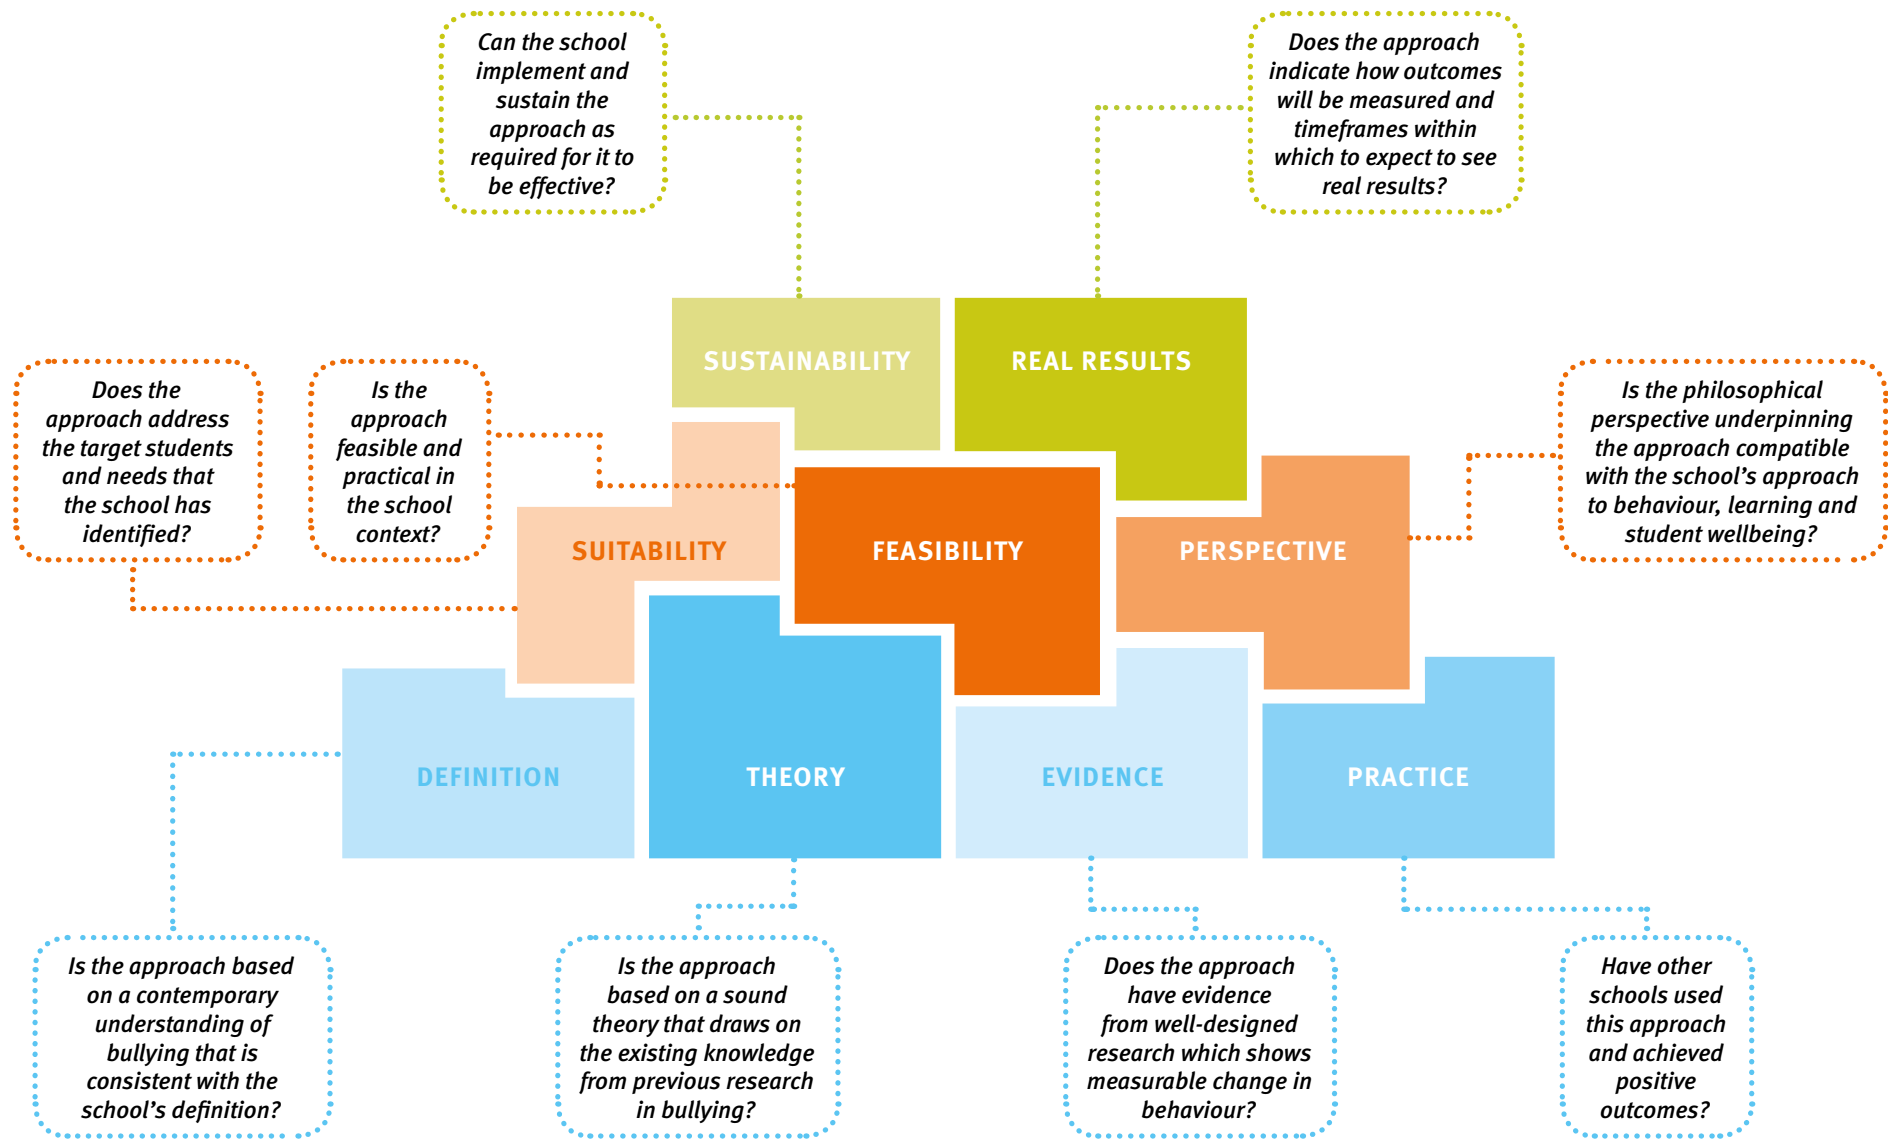 Can the school
implement and
sustain the
approach as
required for it to
be effective?
Does the approach
indicate how outcomes
will be measured and
timeframes within
which to expect to see
real results?
SUSTAINABILITY
REAL RESULTS
Does the
approach address
the target students
and needs that
the school has
identified?
Is the
approach
feasible and
practical in
the school
context?
Is the philosophical
perspective underpinning
the approach compatible
with the school’s approach
to behaviour, learning and
student wellbeing?
SUITABILITY
FEASIBILITY
PERSPECTIVE
DEFINITION
THEORY
EVIDENCE
PRACTICE
Is the approach based
on a contemporary
understanding of
bullying that is
consistent with the
school’s definition?
Is the approach
based on a sound
theory that draws on
the existing knowledge
from previous research
in bullying?
Does the approach
have evidence
from well-designed
research which shows
measurable change in
behaviour?
Have other
schools used
this approach
and achieved
positive
outcomes?